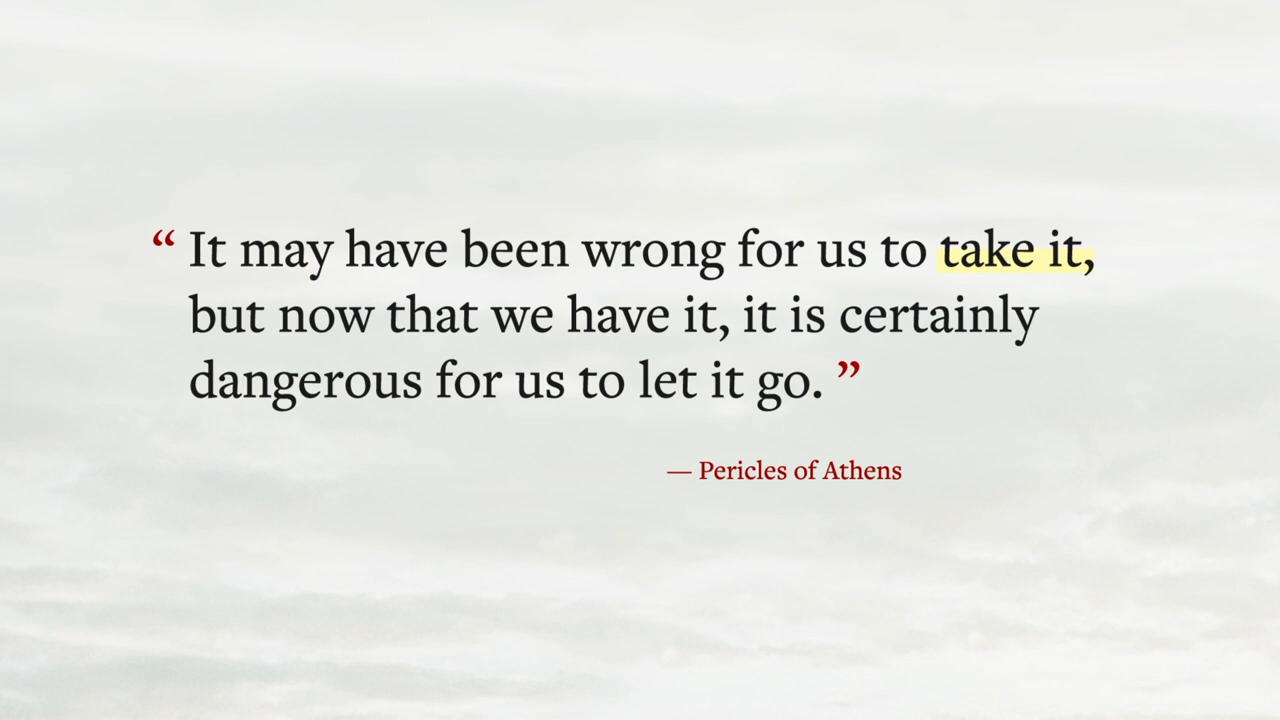 “ It may have been wrong for us to take it,
but now that we have it, it is certainly
dangerous for us to let it go. ”
— Pericles of Athens